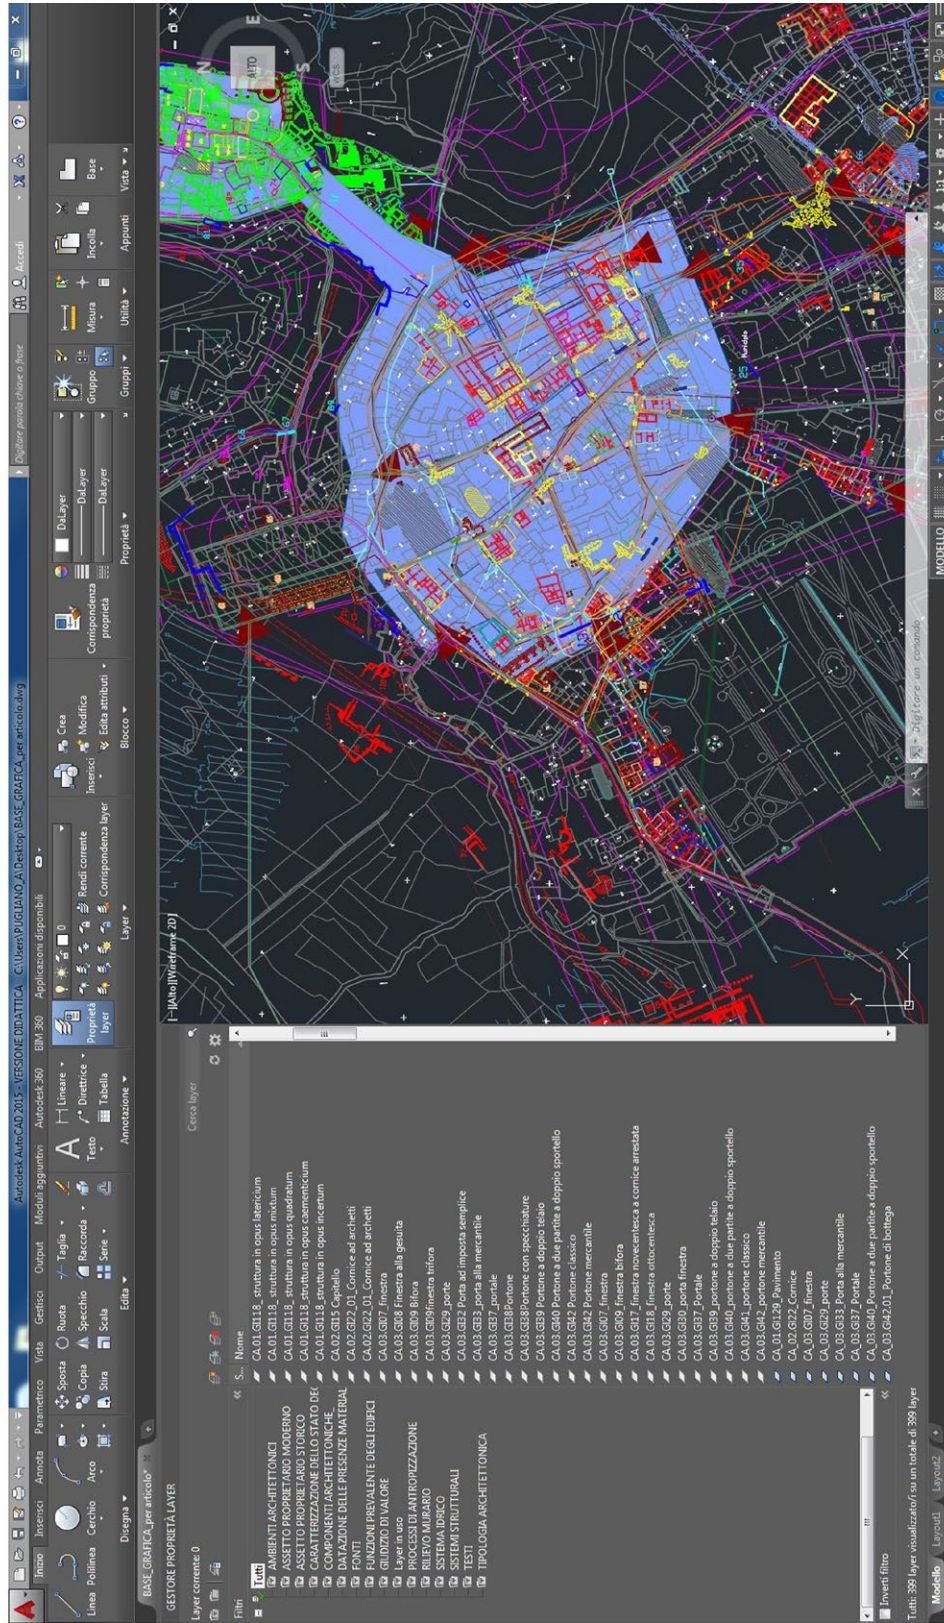 Autodesk AutoCAD 2015 - VERSIONE DIDATTICA C:\Users\PUGLIANO_A\Desktop\BASE_GRAFICA_per articolo.dwg
Digitare parola chiave o frase
Accedi
Inizio Inserisci Annota Parametrico Vista Gestisci Output Moduli aggiuntivi Autodesk 360 BIM 360 Applicazioni disponibili
Linea Polilinea Cerchio Arco
Disegna
Sposta Ruota Taglia
Copia Specchio Raccorda
Stira Scala Serie
Edita
Testo
Lineare
Direttrice
Tabella
Annotazione
Proprietà layer
0
Rendi corrente
Corrispondenza layer
Layer
Inserisci
Crea
Modifica
Edita attributi
Blocco
Corrispondenza proprietà
DaLayer
DaLayer
DaLayer
Proprietà
Gruppo
Gruppi
Misura
Utilità
Incolla
Appunti
Base
Vista
BASE_GRAFICA_per articolo*
GESTORE PROPRIETÀ LAYER
Layer corrente: 0
Cerca layer
Filtri
Tutti
AMBIENTI ARCHITETTONICI
ASSETTO PROPRIETARIO MODERNO
ASSETTO PROPRIETARIO STORICO
CARATTERIZZAZIONE DELLO STATO DE
COMPONENTI ARCHITETTONICHE_
DATAZIONE DELLE PRESENZE MATERIAL
FONTI
FUNZIONI PREVALENTE DEGLI EDIFICI
GIUDIZIO DI VALORE
Layer in uso
PROCESSI DI ANTROPIZZAZIONE
RILIEVO MURARIO
SISTEMA IDRICO
SISTEMI STRUTTURALI
TESTI
TIPOLOGIA ARCHITETTONICA
Inverti filtro
S... Nome
CA.01.GI118_struttura in opus latericium
CA.01.GI118_struttura in opus mixtum
CA.01.GI118_struttura in opus quadratum
CA.01.GI118_struttura in opus caementicium
CA.01.GI118_struttura in opus incertum
CA.02.GI15 Capitello
CA.02.GI22_01_Cornice ad archetti
CA.02.GI22_01_Cornice ad archetti
CA.03.GI07_finestra
CA.03.GI08 Finestra alla gesuita
CA.03.GI09 Bifora
CA.03.GI09finestra trifora
CA.03.GI29_porte
CA.03.GI32 Porta ad imposta semplice
CA.03.GI33_porta alla mercantile
CA.03.GI37_portale
CA.03.GI38Portone
CA.03.GI38Portone con specchiature
CA.03.GI39 Portone a doppio telaio
CA.03.GI40 Portone a due partite a doppio sportello
CA.03.GI42 Portone classico
CA.03.GI42 Portone mercantile
CA.03.GI07_finestra
CA.03.GI09_finestra bifora
CA.03.GI17_finestra novecentesca a cornice arrestata
CA.03.GI18_finestra ottocentesca
CA.03.GI29_porte
CA.03.GI30_porta finestra
CA.03.GI37_Portale
CA.03.GI39_portone a doppio telaio
CA.03.GI40_portone a due partite a doppio sportello
CA.03.GI41_portone classico
CA.03.GI42_portone mercantile
CA_01_GI129_Pavimento
CA_02.GI22_Cornice
CA_03_GI07_finestra
CA_03.GI29_porte
CA_03.GI33_Porta alla mercantile
CA_03.GI37_Portale
CA_03.GI40_Portone a due partite a doppio sportello
CA_03.GI42.01_Portone di bottega
Tutti: 399 layer visualizzato/i su un totale di 399 layer
[−][Alto][Wireframe 2D]
N
E
S
ALTO
WCS
35
25
Y
X
Digitare un comando
Modello Layout1 Layout2
MODELLO
1:1